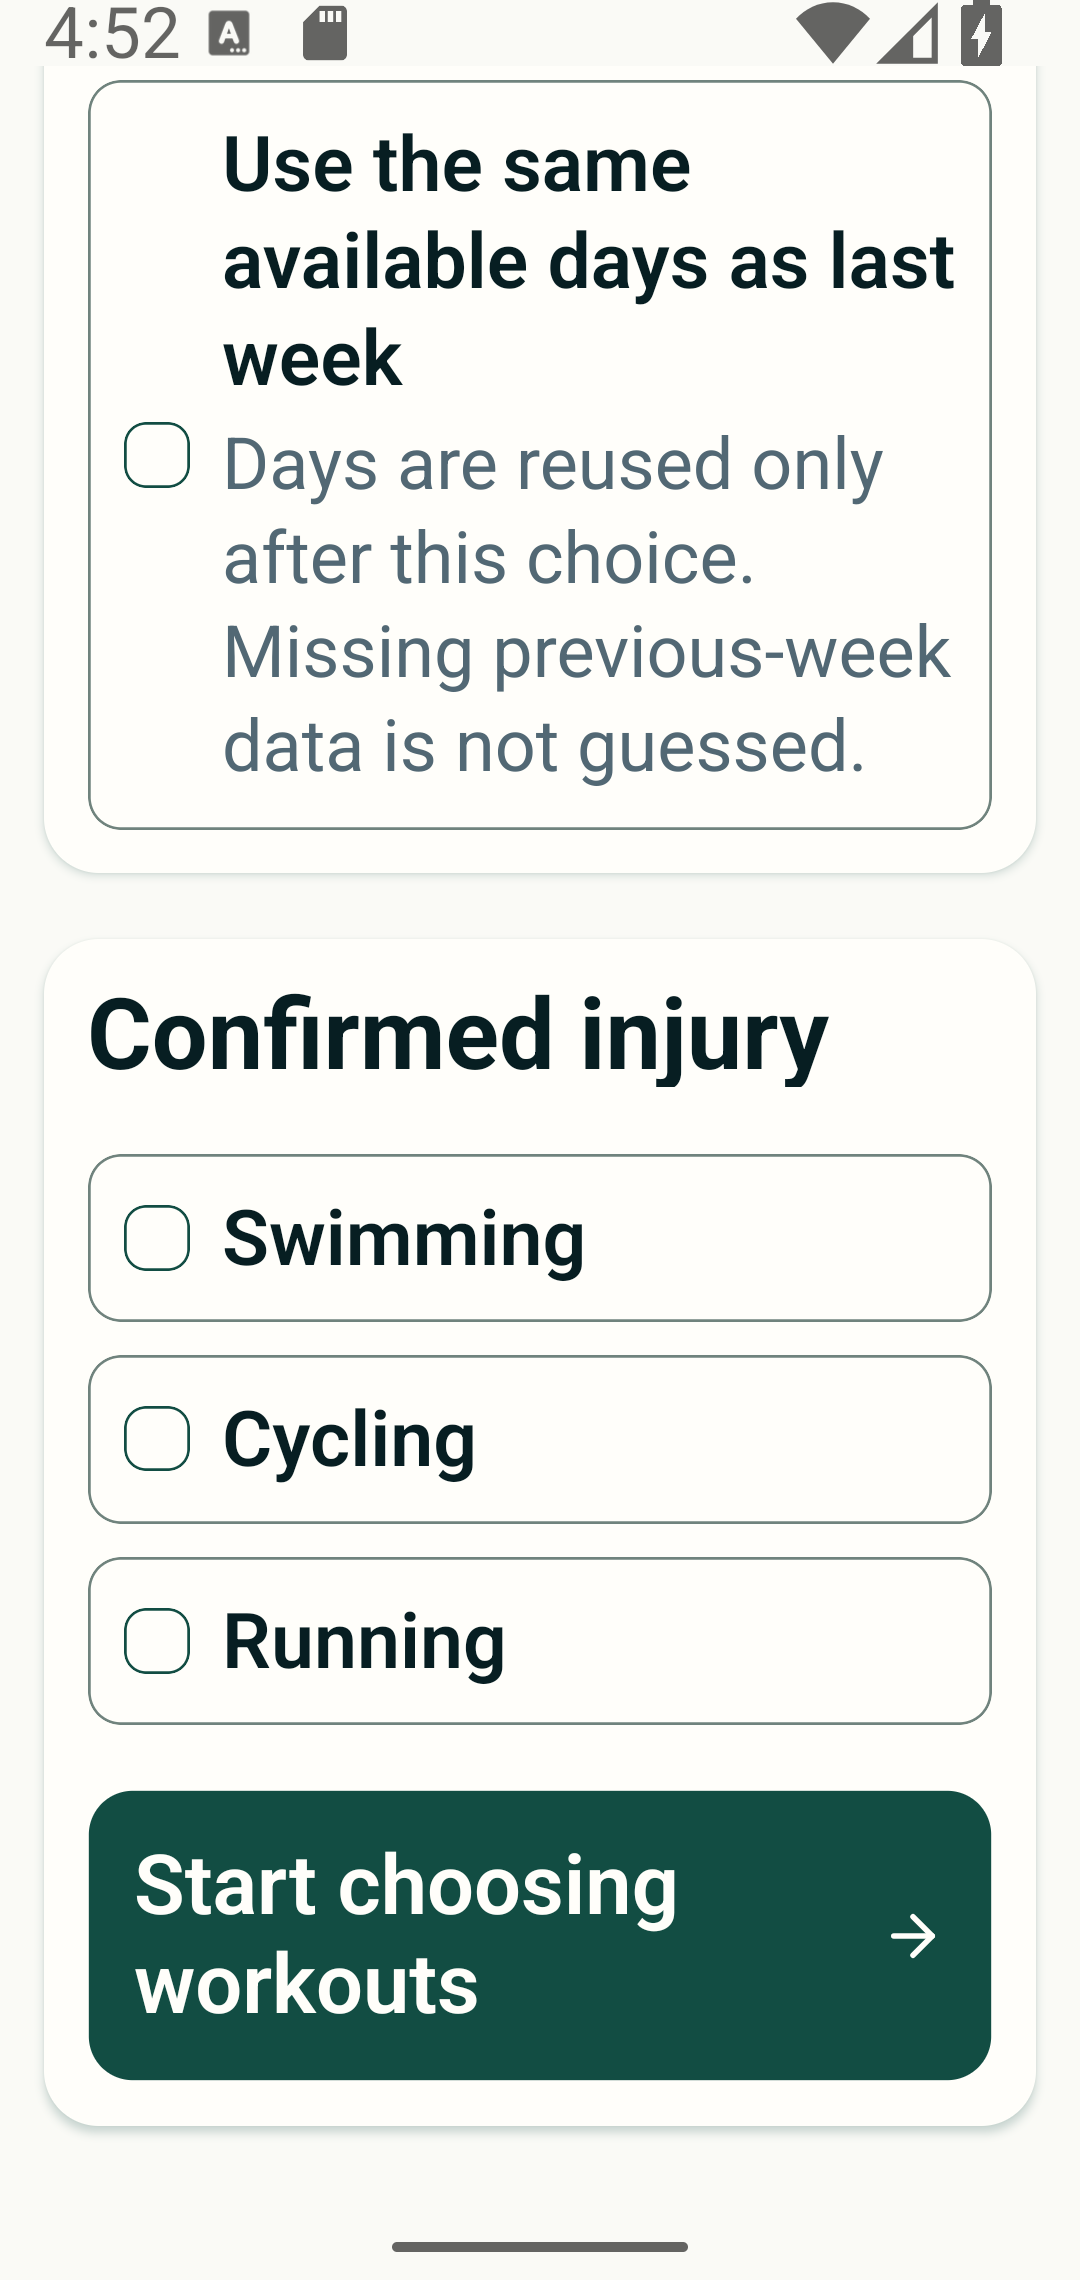 4:52
Use the same
available days as last
week
Days are reused only
after this choice.
Missing previous-week
data is not guessed.
Confirmed injury
Swimming
Cycling
Running
Start choosing
workouts